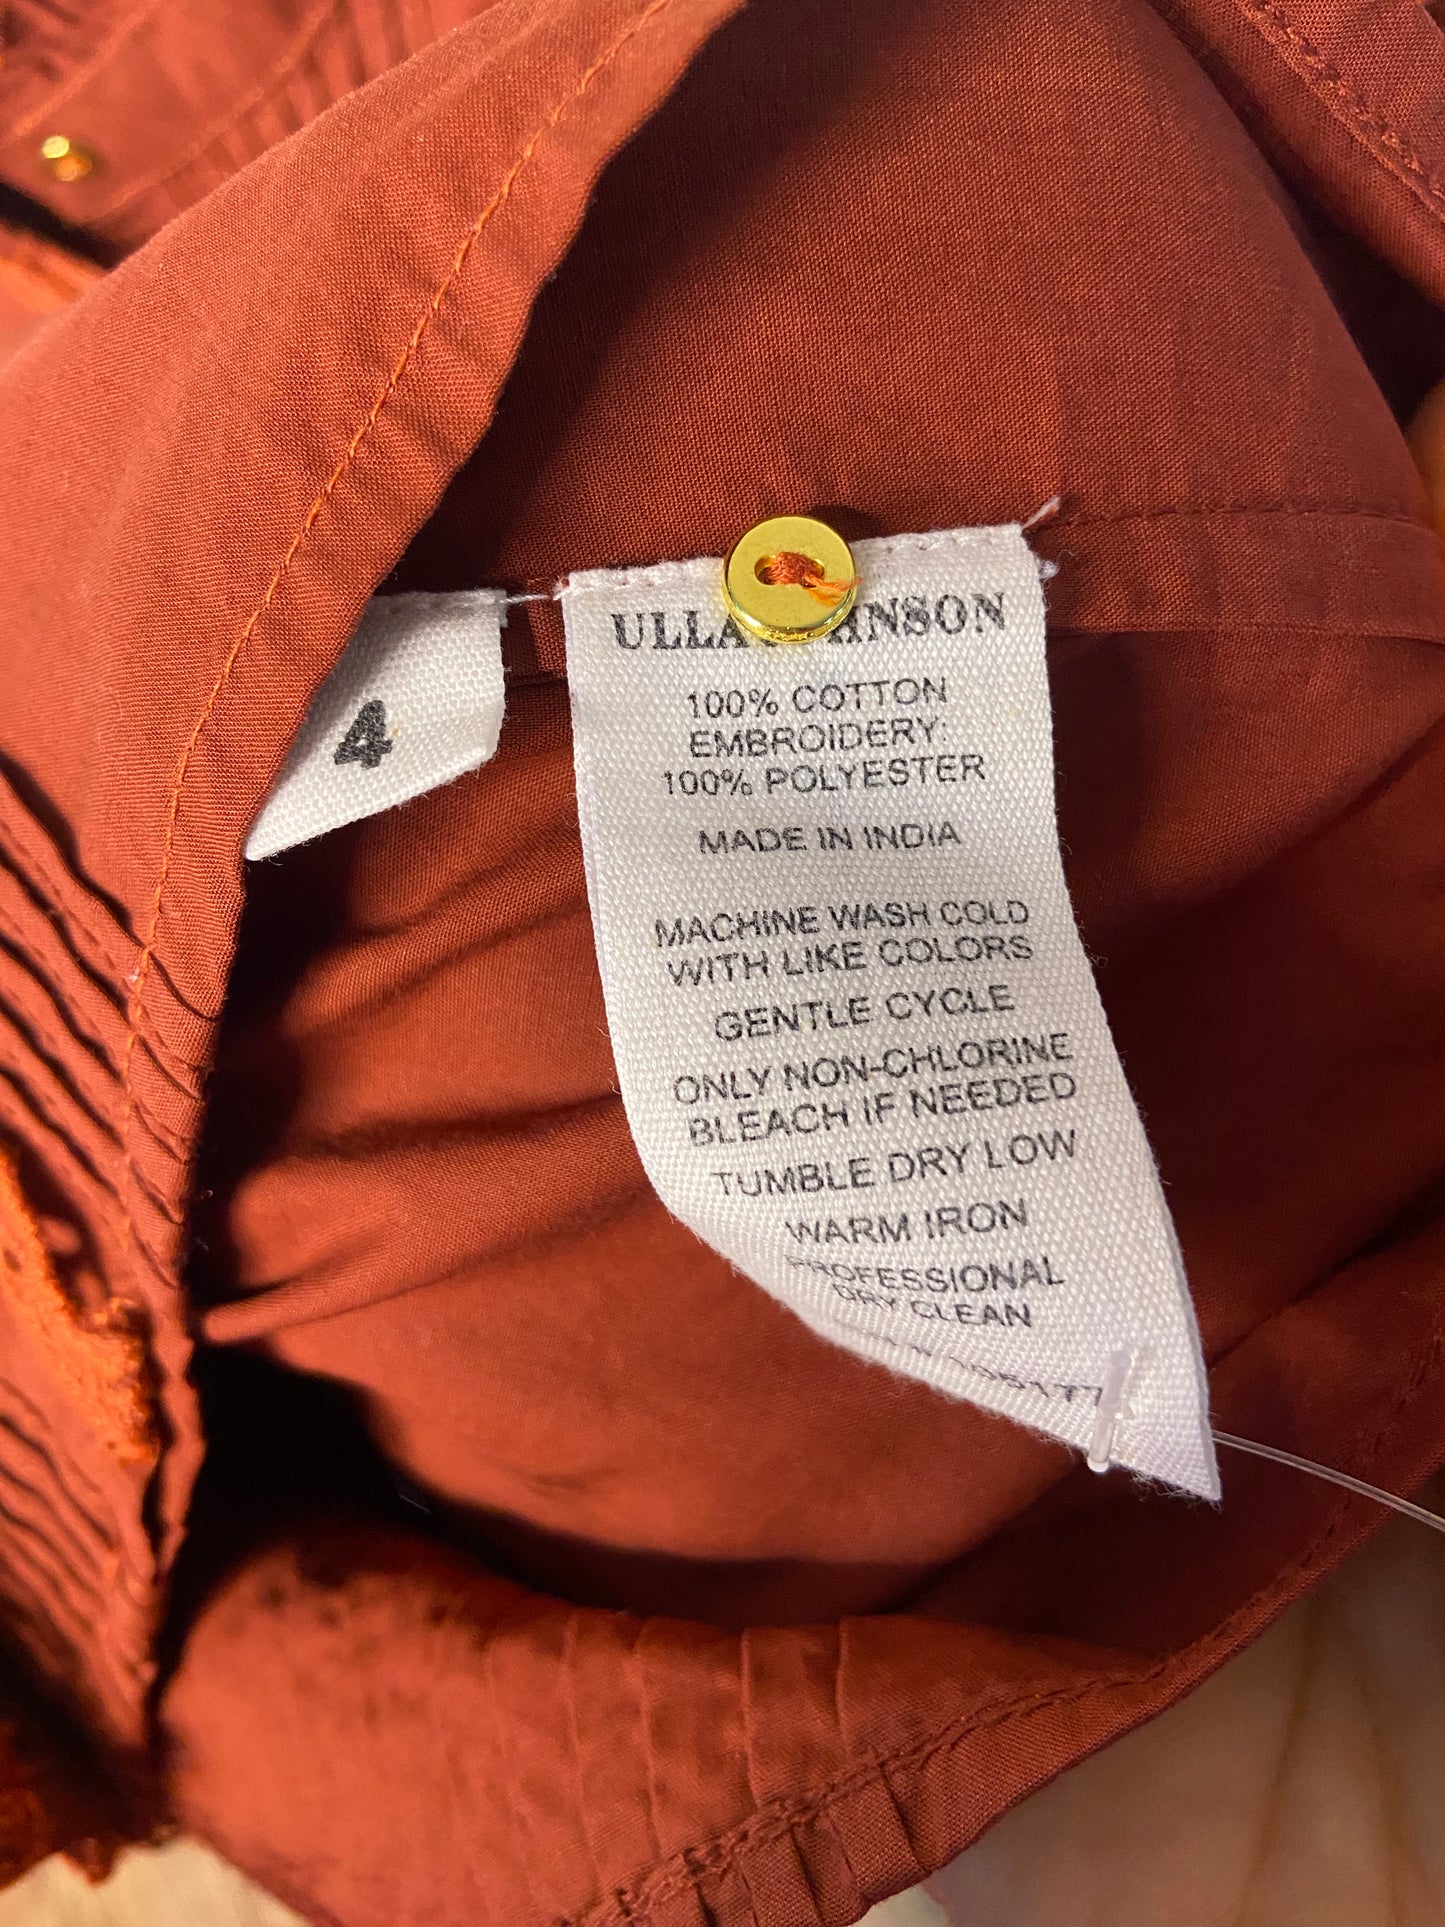 4
ULLA JOHNSON
100% COTTON
EMBROIDERY:
100% POLYESTER
MADE IN INDIA
MACHINE WASH COLD
WITH LIKE COLORS
GENTLE CYCLE
ONLY NON-CHLORINE
BLEACH IF NEEDED
TUMBLE DRY LOW
WARM IRON
PROFESSIONAL
DRY CLEAN